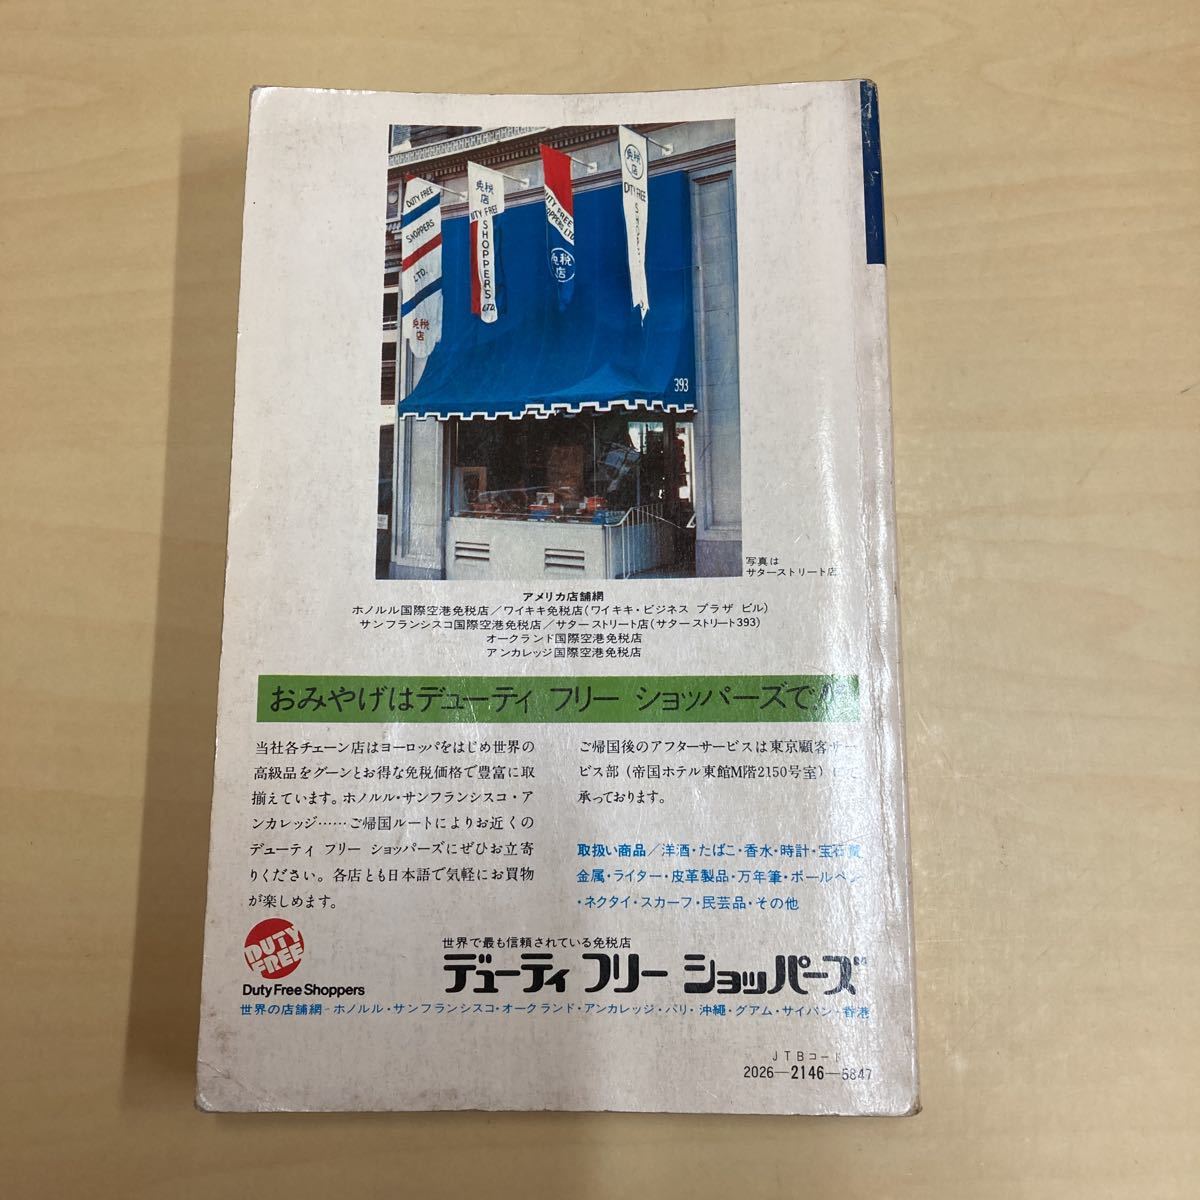 DUTY FREE
SHOPPERS
LTD.
免税
店
免税
店
DUTY FREE
SHOPPERS
LTD.
DUTY FREE
SHOPPERS LTD.
免税
店
免税
店
DUTY FREE
393
写真は
サターストリート店
アメリカ店舗網
ホノルル国際空港免税店／ワイキキ免税店(ワイキキ・ビジネス プラザ ビル)
サンフランシスコ国際空港免税店／サターストリート店(サターストリート393)
オークランド国際空港免税店
アンカレッジ国際空港免税店
おみやげはデューティ フリー ショッパーズで
当社各チェーン店はヨーロッパをはじめ世界の
高級品をグーンとお得な免税価格で豊富に取
揃えています。ホノルル・サンフランシスコ・ア
ンカレッジ……ご帰国ルートによりお近くの
デューティ フリー ショッパーズにぜひお立寄
りください。各店とも日本語で気軽にお買物
が楽しめます。
ご帰国後のアフターサービスは東京顧客サー
ビス部（帝国ホテル東館M階2150号室）にて
承っております。
取扱い商品／洋酒・たばこ・香水・時計・宝石貴
金属・ライター・皮革製品・万年筆・ボールペン
・ネクタイ・スカーフ・民芸品・その他
DUTY
FREE
Duty Free Shoppers
世界で最も信頼されている免税店
デューティ フリー ショッパーズ
世界の店舗網-ホノルル・サンフランシスコ・オークランド・アンカレッジ・パリ・沖縄・グアム・サイパン・香港
JTBコード
2026-2146-5847